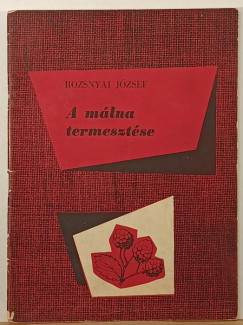 ROZSNYAI JÓZSEF
A málna
termesztése